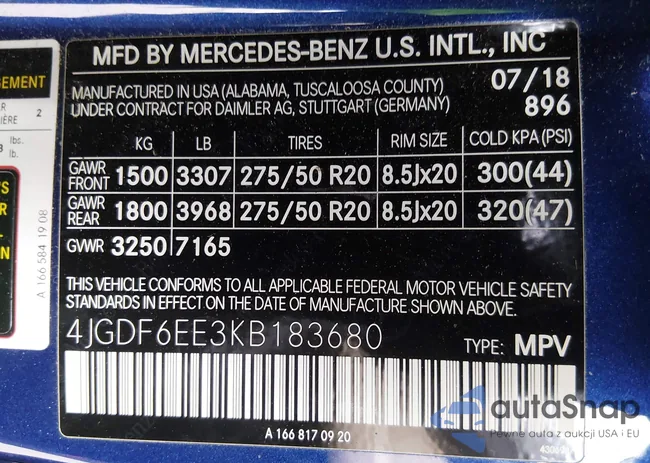 GEMENT
2
lbs.
lb.
A 166 584 19 08
MFD BY MERCEDES-BENZ U.S. INTL., INC
MANUFACTURED IN USA (ALABAMA, TUSCALOOSA COUNTY) 07/18
UNDER CONTRACT FOR DAIMLER AG, STUTTGART (GERMANY) 896
KG LB TIRES RIM SIZE COLD KPA (PSI)
GAWR FRONT 1500 3307 275/50 R20 8.5Jx20 300(44)
GAWR REAR 1800 3968 275/50 R20 8.5Jx20 320(47)
GVWR 3250 7165
THIS VEHICLE CONFORMS TO ALL APPLICABLE FEDERAL MOTOR VEHICLE SAFETY
STANDARDS IN EFFECT ON THE DATE OF MANUFACTURE SHOWN ABOVE.
4JGDF6EE3KB183680 TYPE: MPV
A 166 817 09 20
autoSnap
Pewne auta z aukcji USA i EU